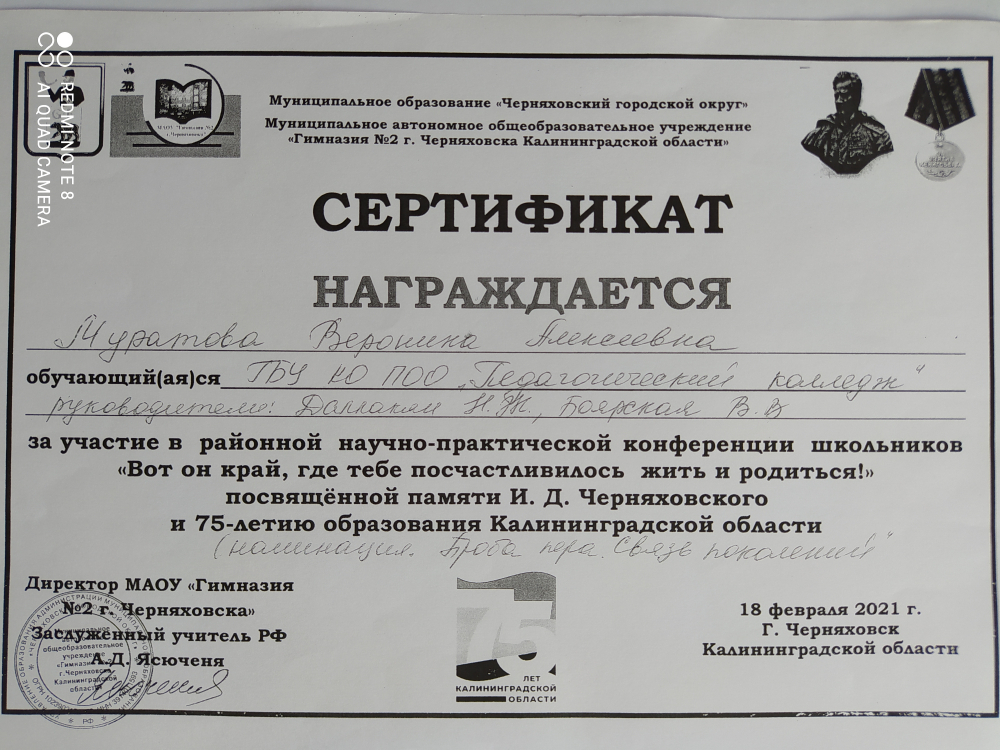 Муниципальное образование «Черняховский городской округ»
Муниципальное автономное общеобразовательное учреждение
«Гимназия №2 г. Черняховска Калининградской области»
СЕРТИФИКАТ
НАГРАЖДАЕТСЯ
Муратова Вероника Алексеевна
обучающий(ая)ся ГБУ КО ПОО „Педагогический колледж"
руководители: Даллакян Н.Ж., Боярская В.В
за участие в районной научно-практической конференции школьников
«Вот он край, где тебе посчастливилось жить и родиться!»
посвящённой памяти И. Д. Черняховского
и 75-летию образования Калининградской области
(номинация. Проба пера. Связь поколений"
Директор МАОУ «Гимназия
№2 г. Черняховска»
Заслуженный учитель РФ
А.Д. Ясюченя
75
ЛЕТ
КАЛИНИНГРАДСКОЙ
ОБЛАСТИ
18 февраля 2021 г.
Г. Черняховск
Калининградской области
REDMI NOTE 8
AI QUAD CAMERA